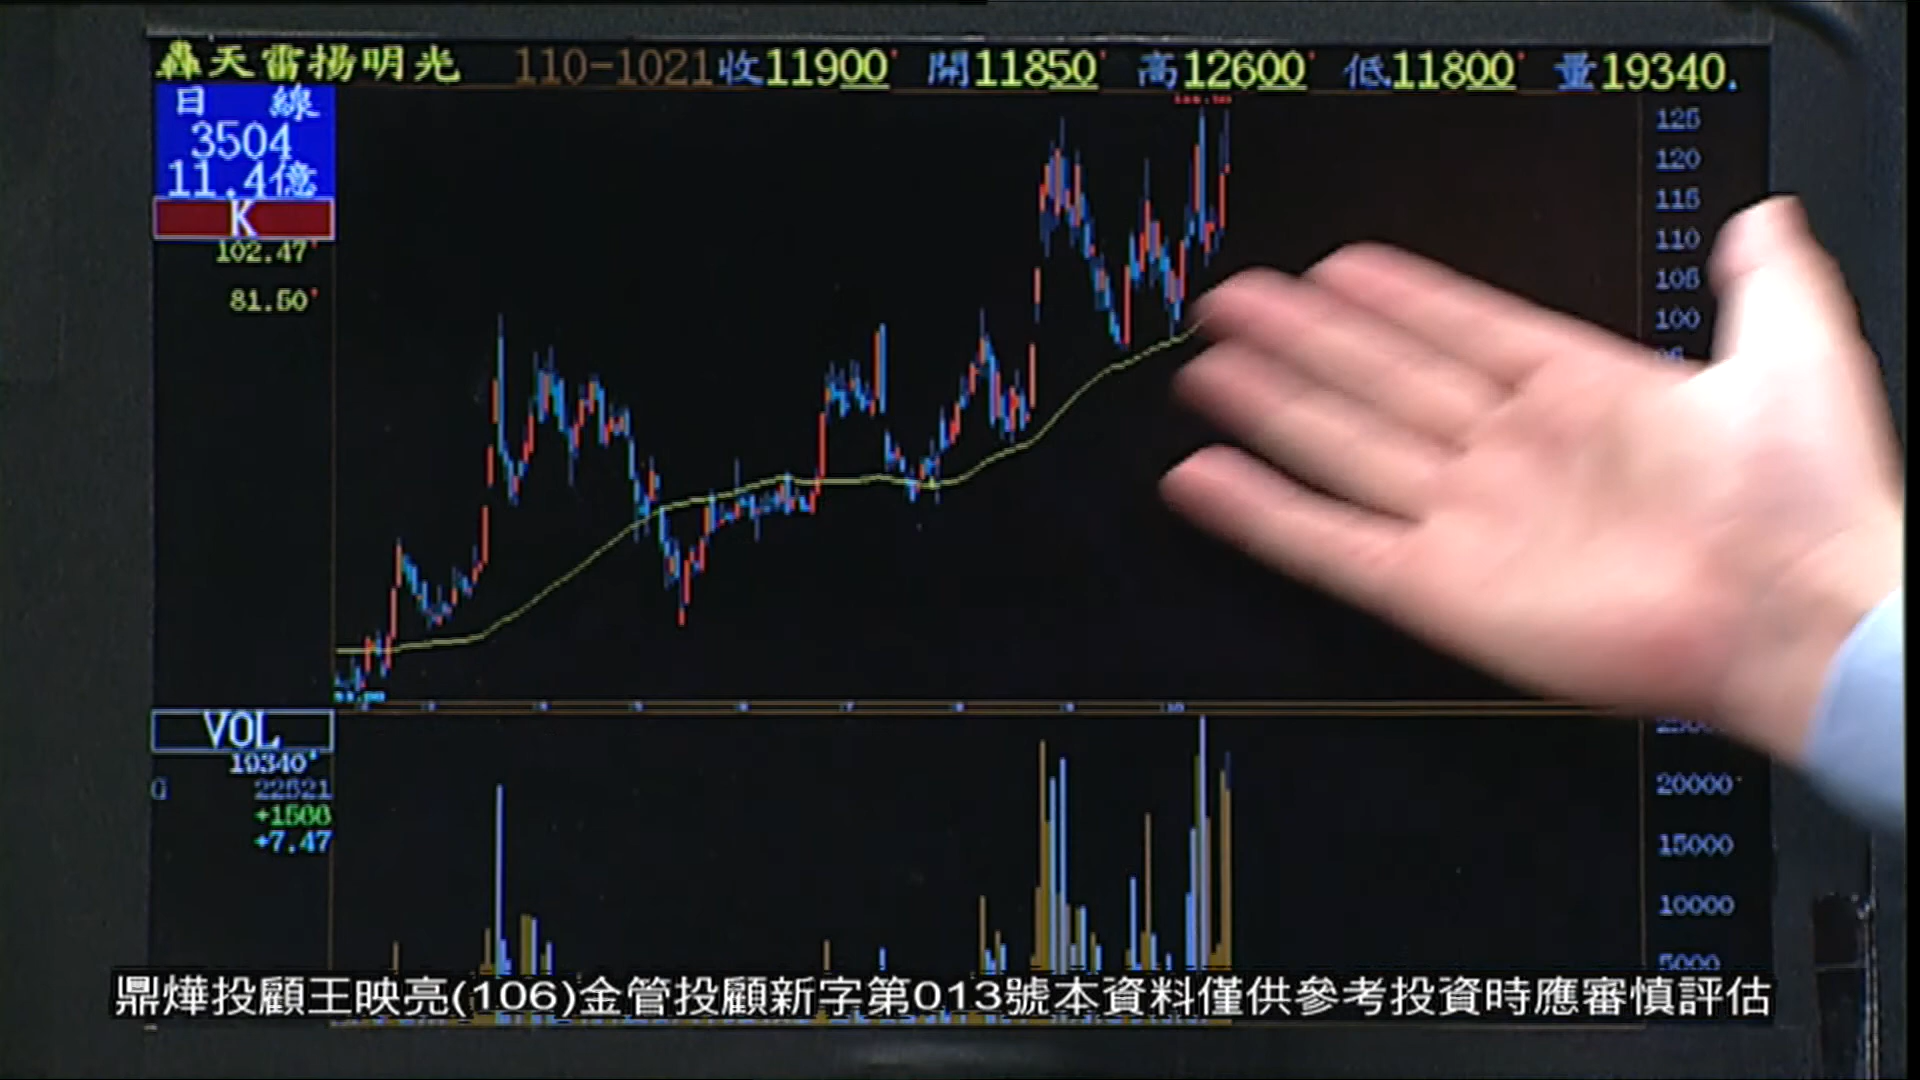 轟天雷揚明光 110-1021 收11900 開11850 高12600 低11800 量19340.
日 線
3504
11.4億
K
102.47
81.50
125
120
115
110
105
100
VOL
19340
G 22521
+7.47
20000
15000
10000
5000
鼎燁投顧王映亮(106)金管投顧新字第013號本資料僅供參考投資時應審慎評估